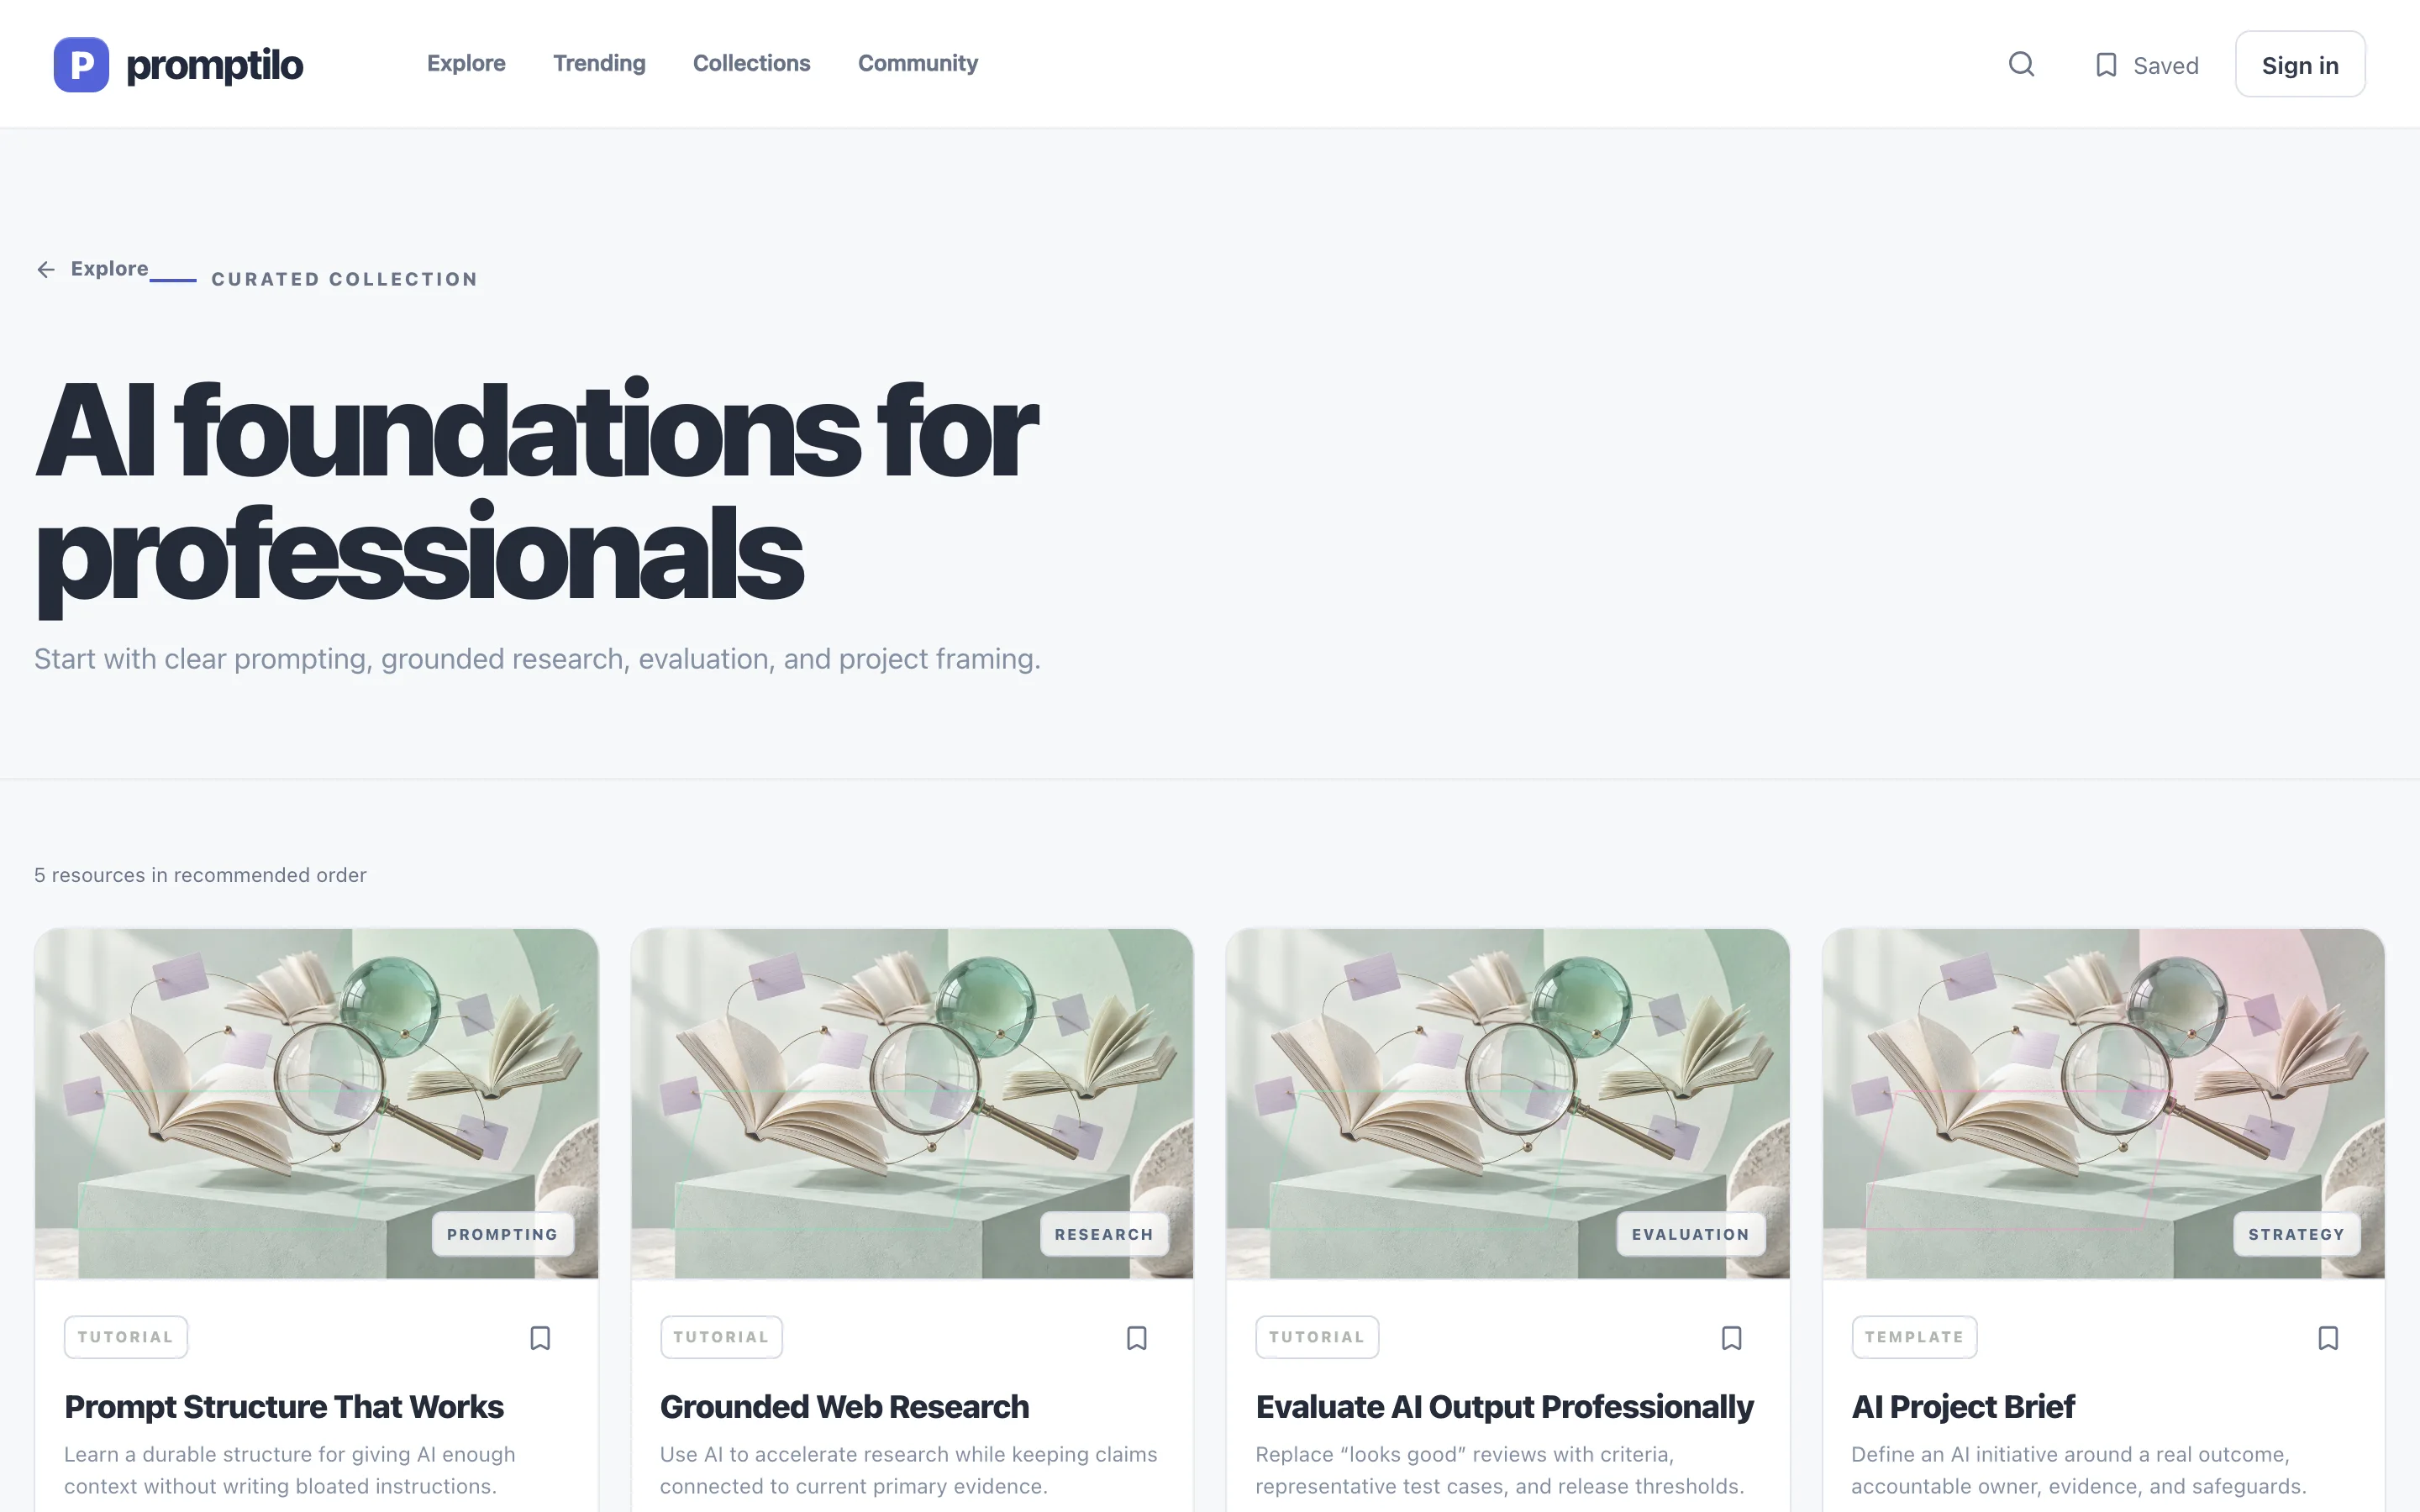 P promptilo
Explore
Trending
Collections
Community
Saved
Sign in
Explore
CURATED COLLECTION
AI foundations for
professionals
Start with clear prompting, grounded research, evaluation, and project framing.
5 resources in recommended order
PROMPTING
TUTORIAL
Prompt Structure That Works
Learn a durable structure for giving AI enough
context without writing bloated instructions.
RESEARCH
TUTORIAL
Grounded Web Research
Use AI to accelerate research while keeping claims
connected to current primary evidence.
EVALUATION
TUTORIAL
Evaluate AI Output Professionally
Replace “looks good” reviews with criteria,
representative test cases, and release thresholds.
STRATEGY
TEMPLATE
AI Project Brief
Define an AI initiative around a real outcome,
accountable owner, evidence, and safeguards.